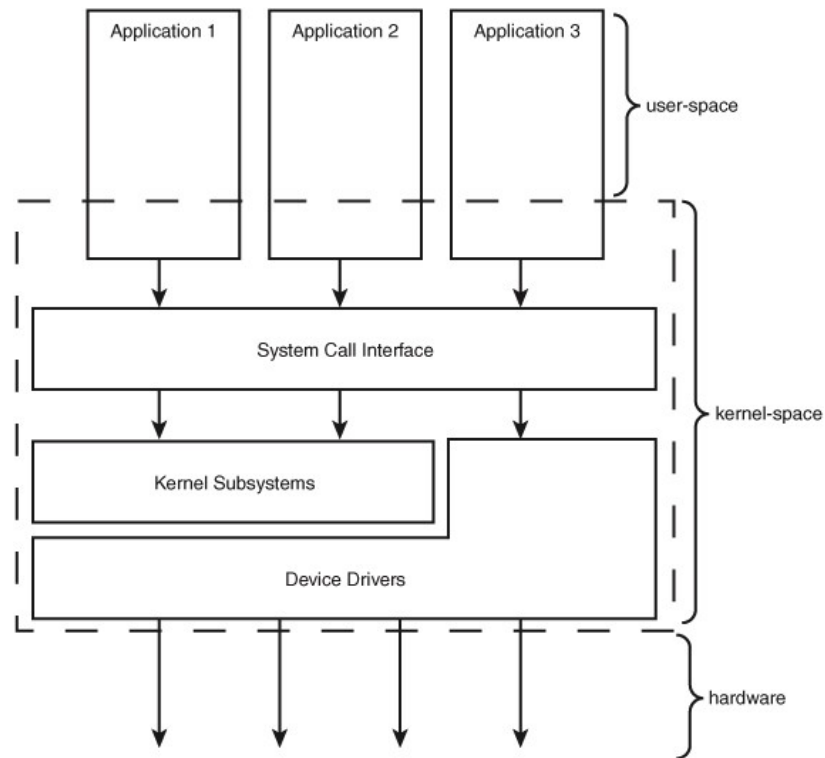 Application 1
Application 2
Application 3
user-space
System Call Interface
kernel-space
Kernel Subsystems
Device Drivers
hardware